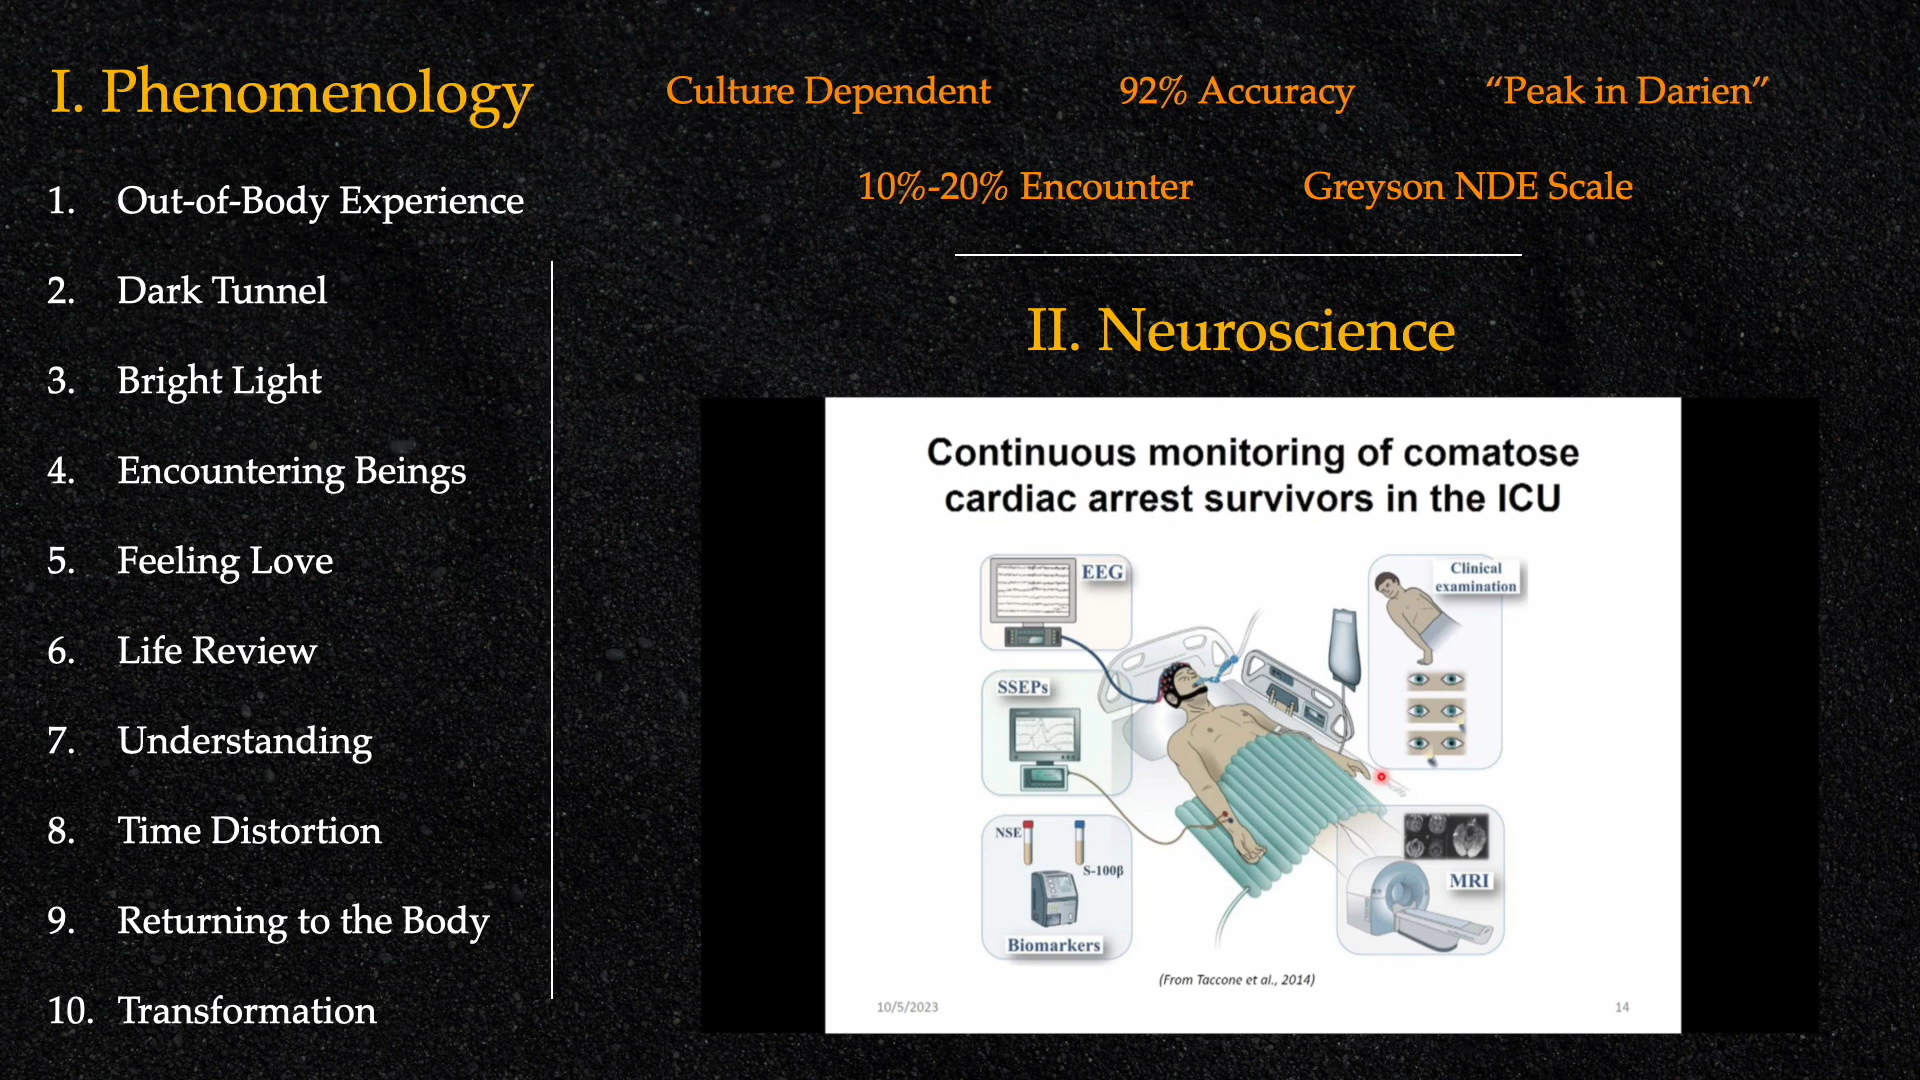 I. Phenomenology
1. Out-of-Body Experience
2. Dark Tunnel
3. Bright Light
4. Encountering Beings
5. Feeling Love
6. Life Review
7. Understanding
8. Time Distortion
9. Returning to the Body
10. Transformation
Culture Dependent
92% Accuracy
“Peak in Darien”
10%-20% Encounter
Greyson NDE Scale
II. Neuroscience
Continuous monitoring of comatose
cardiac arrest survivors in the ICU
EEG
Clinical
examination
SSEPs
NSE
S-100β
Biomarkers
MRI
(From Taccone et al., 2014)
10/5/2023
14